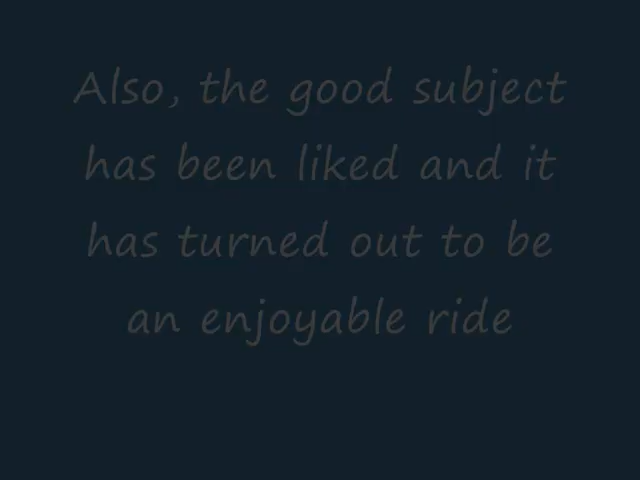 Also, the good subject
has been liked and it
has turned out to be
an enjoyable ride